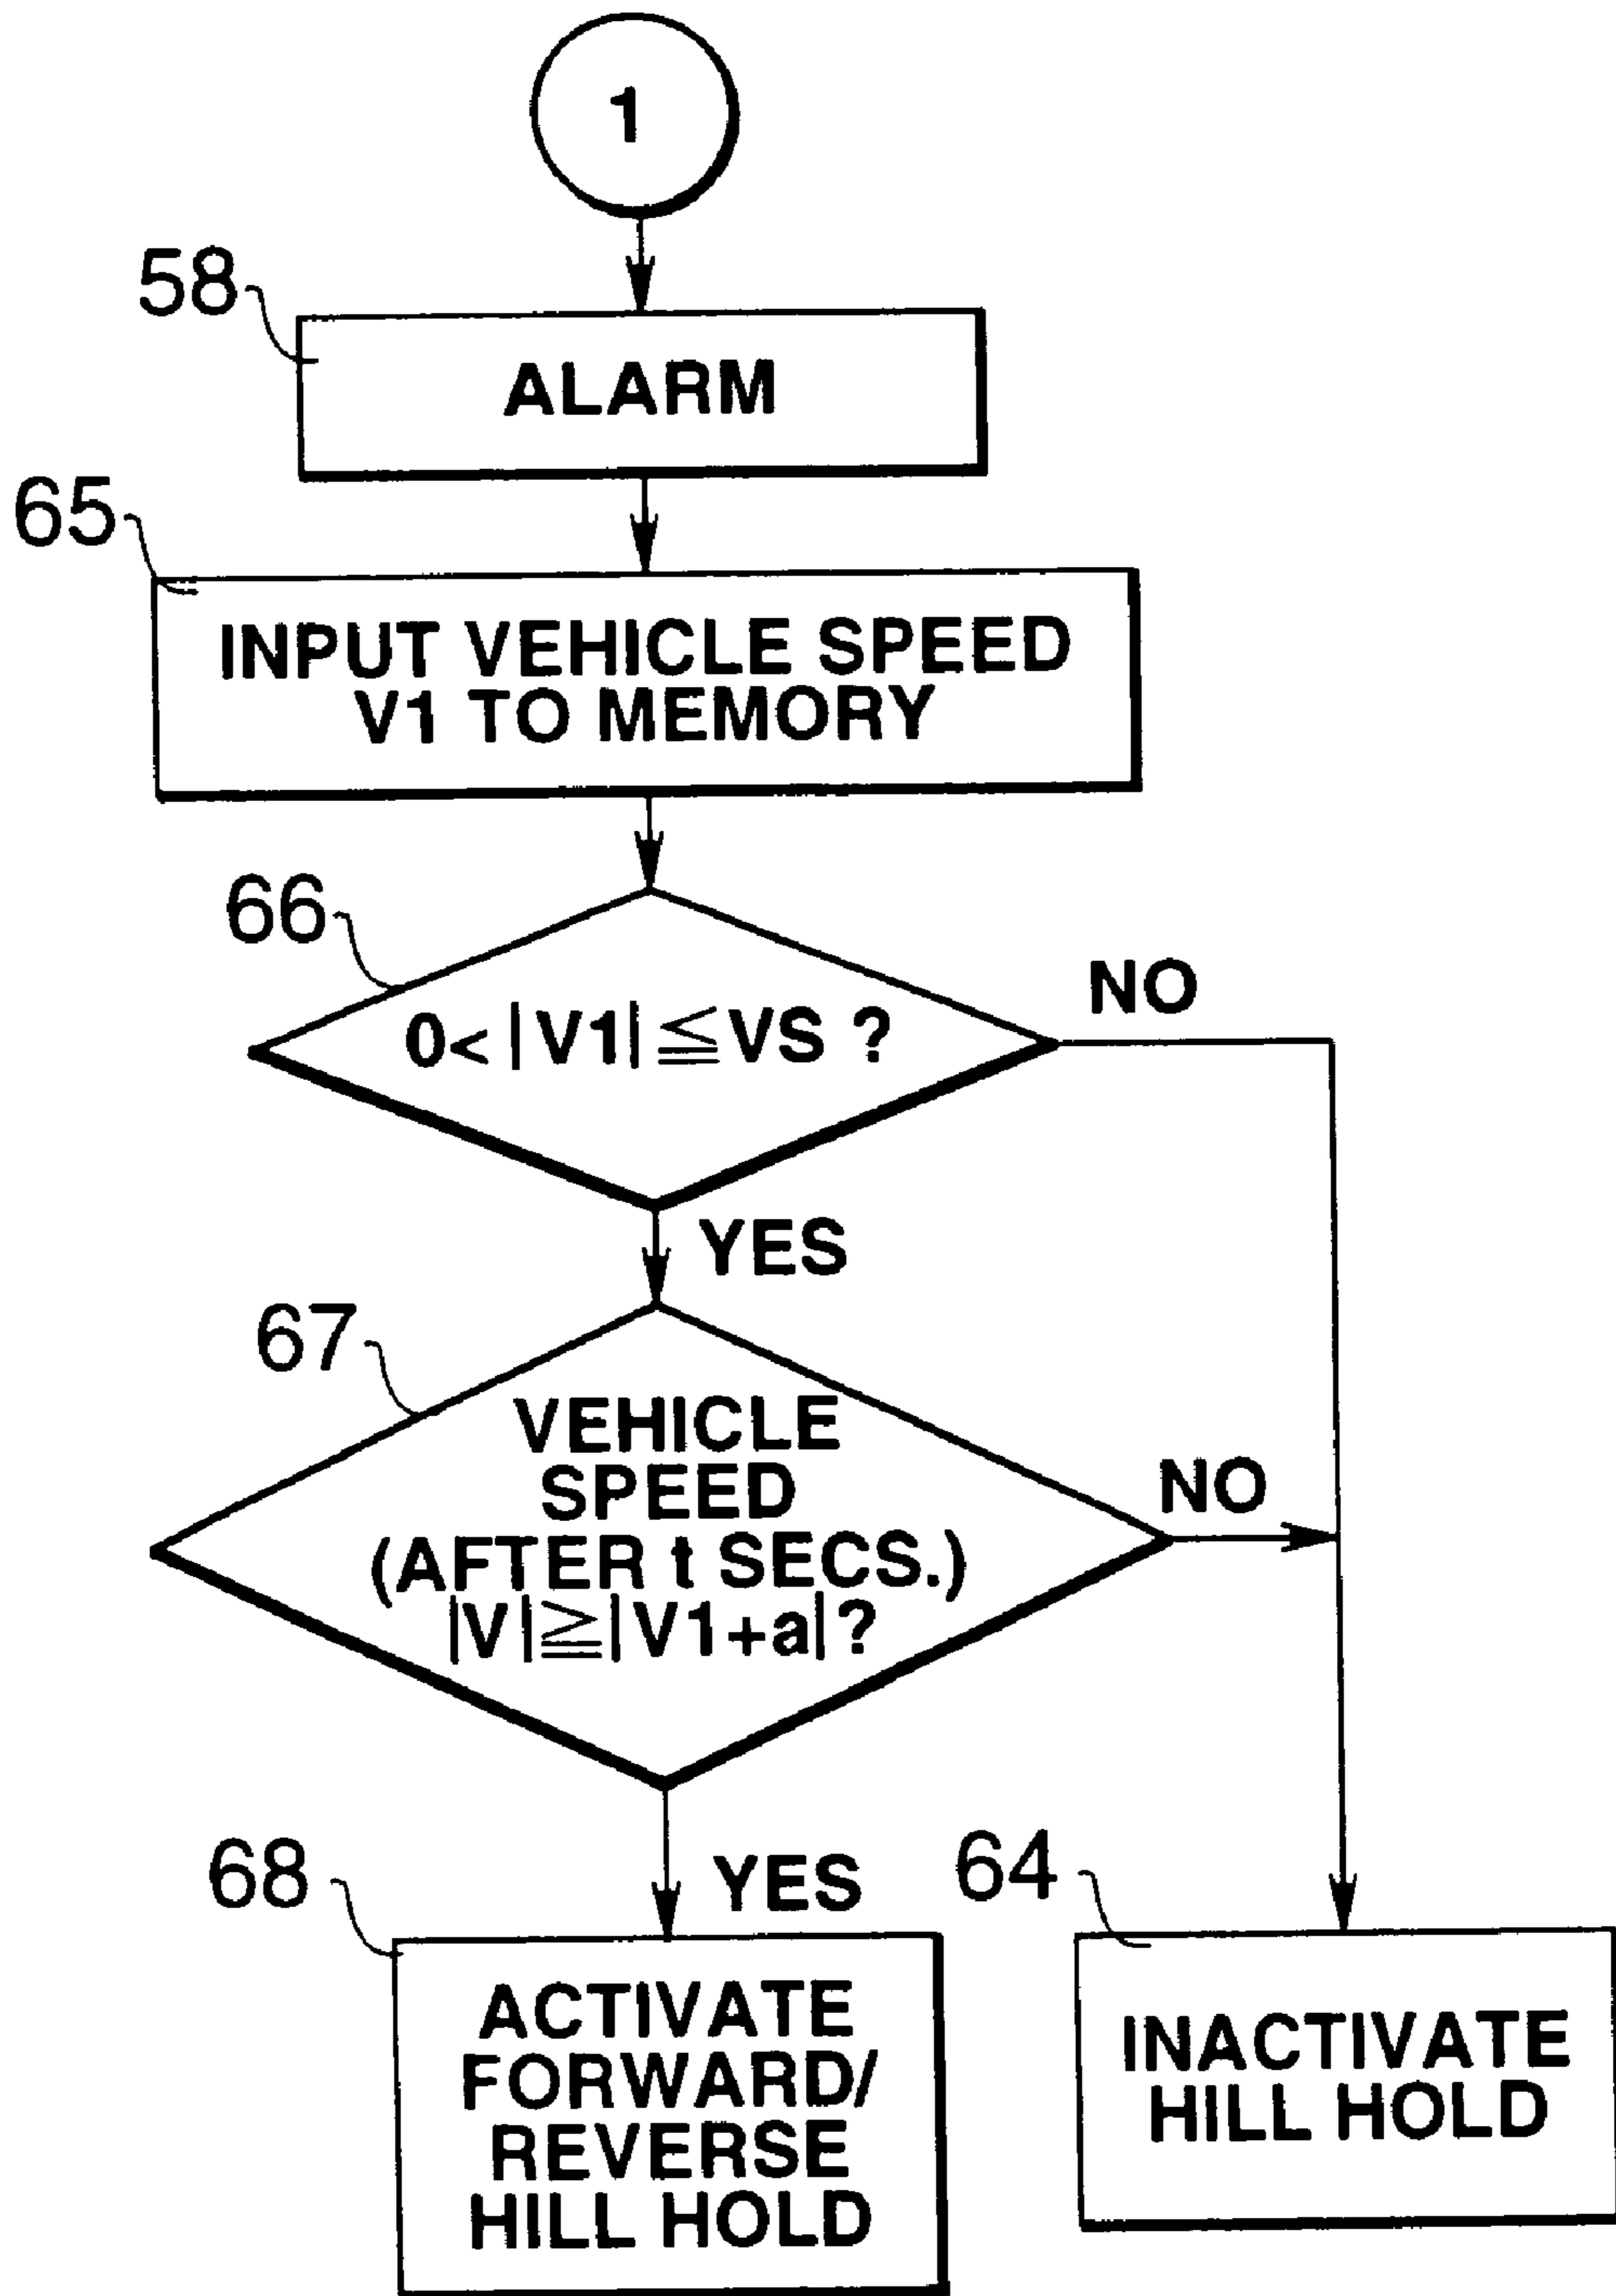 1
58
ALARM
65
INPUT VEHICLE SPEED
V1 TO MEMORY
66
0<|V1|≦VS ?
NO
YES
67
VEHICLE
SPEED
(AFTER t SECS.)
|V|≧|V1+a|?
NO
YES
68
ACTIVATE
FORWARD/
REVERSE
HILL HOLD
64
INACTIVATE
HILL HOLD